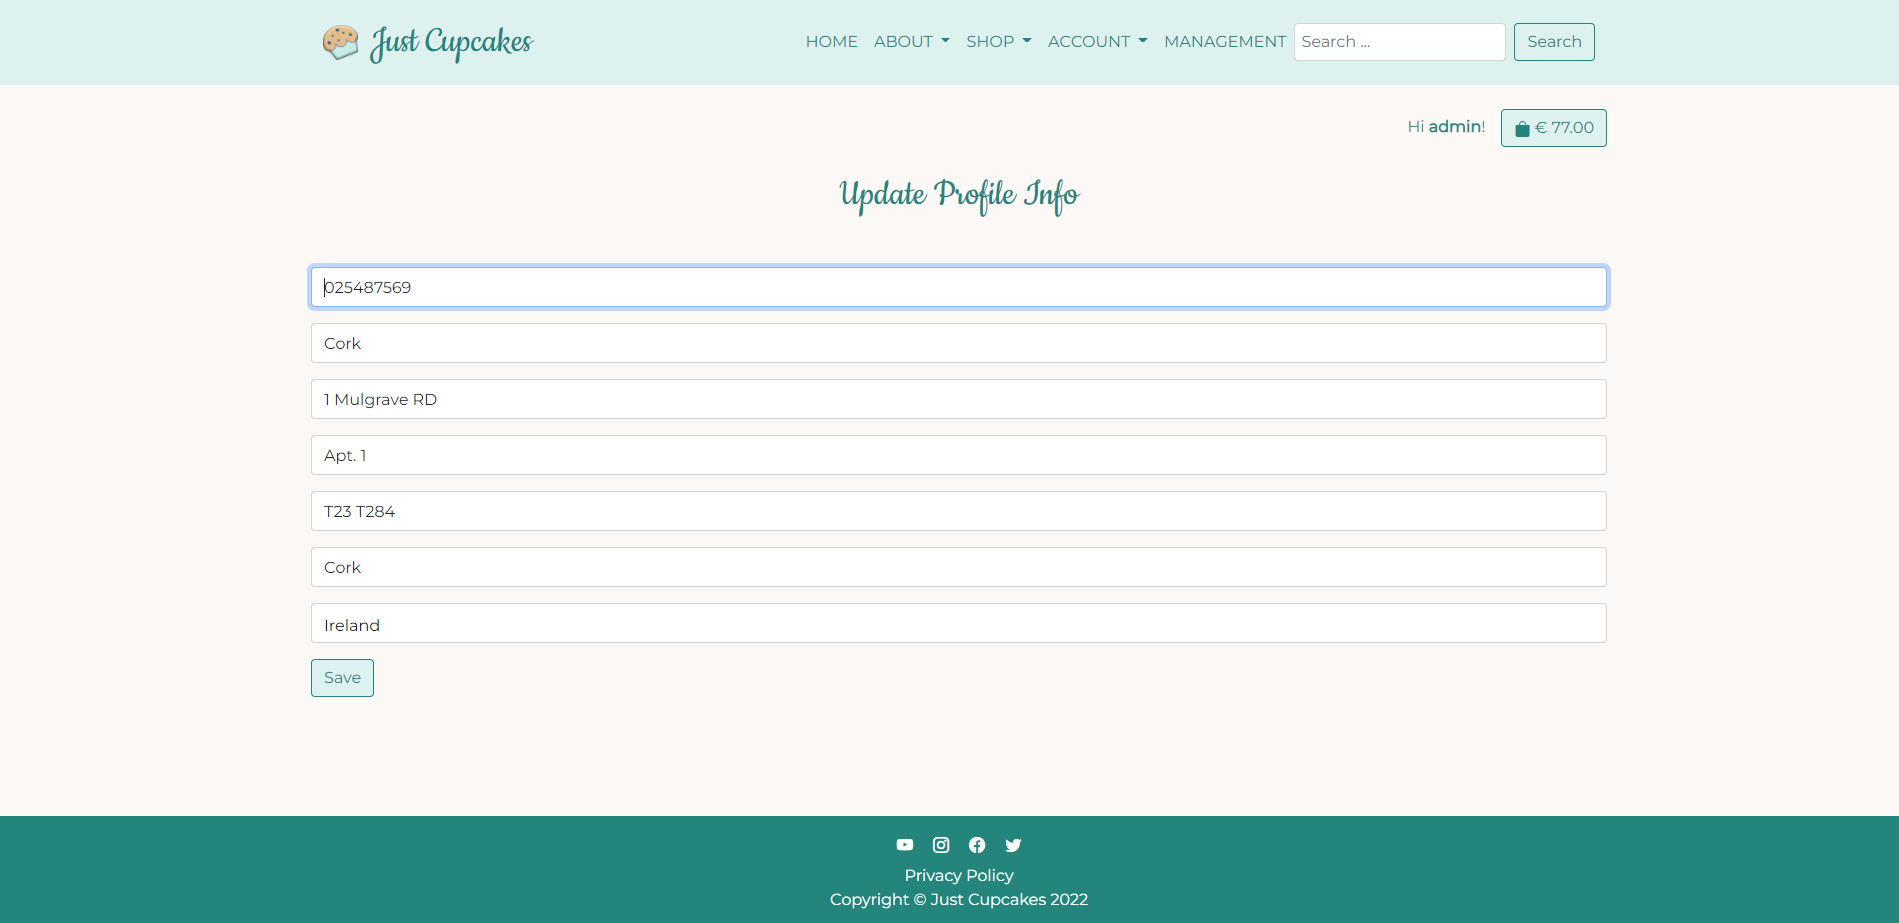 Just Cupcakes
HOME ABOUT SHOP ACCOUNT MANAGEMENT Search ... Search
Hi admin! € 77.00
Update Profile Info
025487569
Cork
1 Mulgrave RD
Apt. 1
T23 T284
Cork
Ireland
Save
Privacy Policy
Copyright © Just Cupcakes 2022